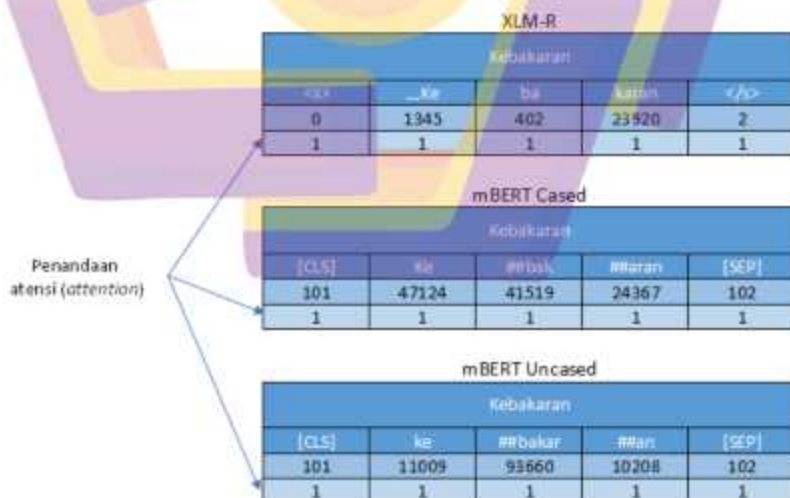 XLM-R
Kebakaran
<s> __Ke ba karan </s>
0 1345 402 23920 2
1 1 1 1 1
mBERT Cased
Kebakaran
[CLS] Ke ##bak ##aran [SEP]
101 47124 41519 24367 102
1 1 1 1 1
Penandaan
atensi (attention)
mBERT Uncased
Kebakaran
[CLS] ke ##bakar ##an [SEP]
101 11009 93660 10208 102
1 1 1 1 1